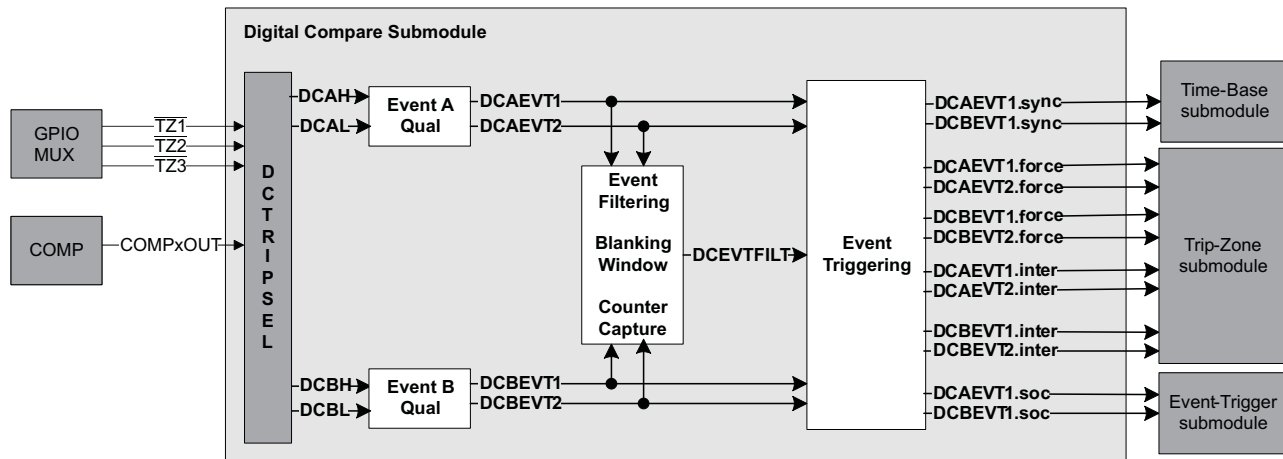 Digital Compare Submodule
GPIO
MUX
TZ1
TZ2
TZ3
COMP
COMPxOUT
D
C
T
R
I
P
S
E
L
DCAH
DCAL
Event A
Qual
DCAEVT1
DCAEVT2
Event
Filtering
Blanking
Window
Counter
Capture
DCEVTFILT
DCBH
DCBL
Event B
Qual
DCBEVT1
DCBEVT2
Event
Triggering
DCAEVT1.sync
DCBEVT1.sync
DCAEVT1.force
DCAEVT2.force
DCBEVT1.force
DCBEVT2.force
DCAEVT1.inter
DCAEVT2.inter
DCBEVT1.inter
DCBEVT2.inter
DCAEVT1.soc
DCBEVT1.soc
Time-Base
submodule
Trip-Zone
submodule
Event-Trigger
submodule